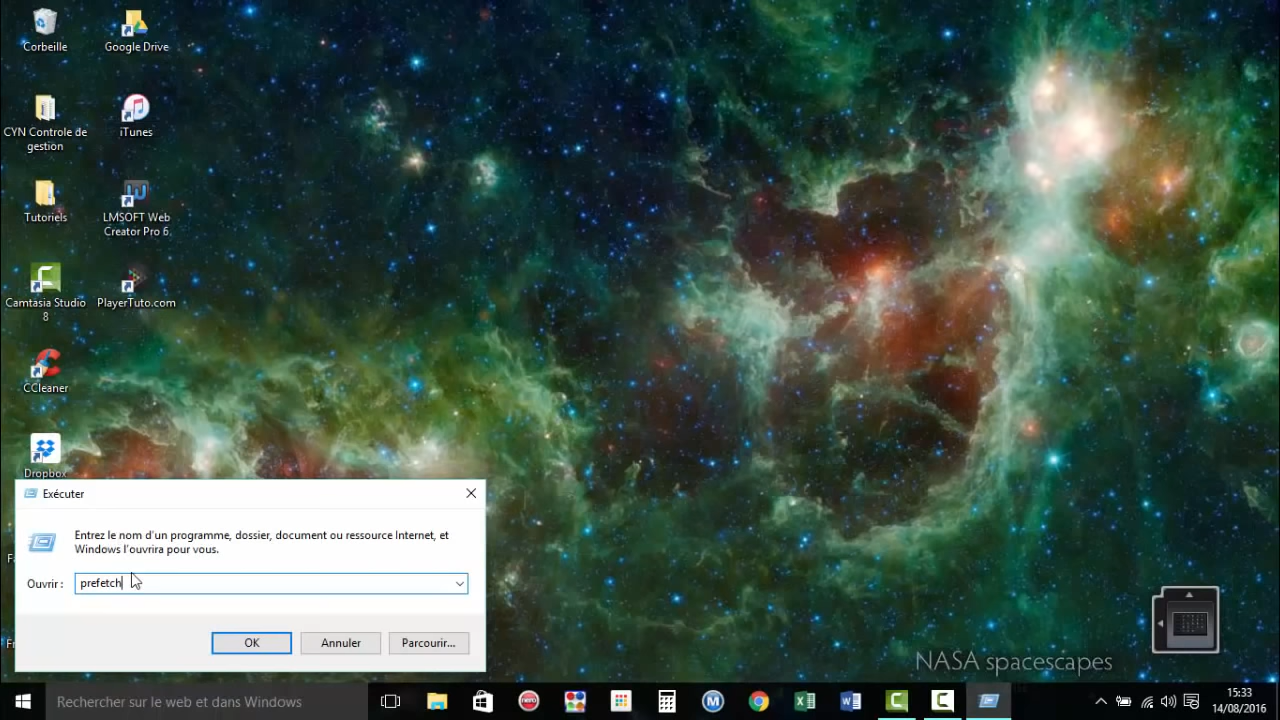 Corbeille
Google Drive
CYN Controle de
gestion
iTunes
Tutoriels
LMSOFT Web
Creator Pro 6
Camtasia Studio
8
PlayerTuto.com
CCleaner
Dropbox
Exécuter
Entrez le nom d'un programme, dossier, document ou ressource Internet, et
Windows l'ouvrira pour vous.
Ouvrir :
prefetch
OK
Annuler
Parcourir...
NASA spacescapes
Rechercher sur le web et dans Windows
nero
15:33
14/08/2016